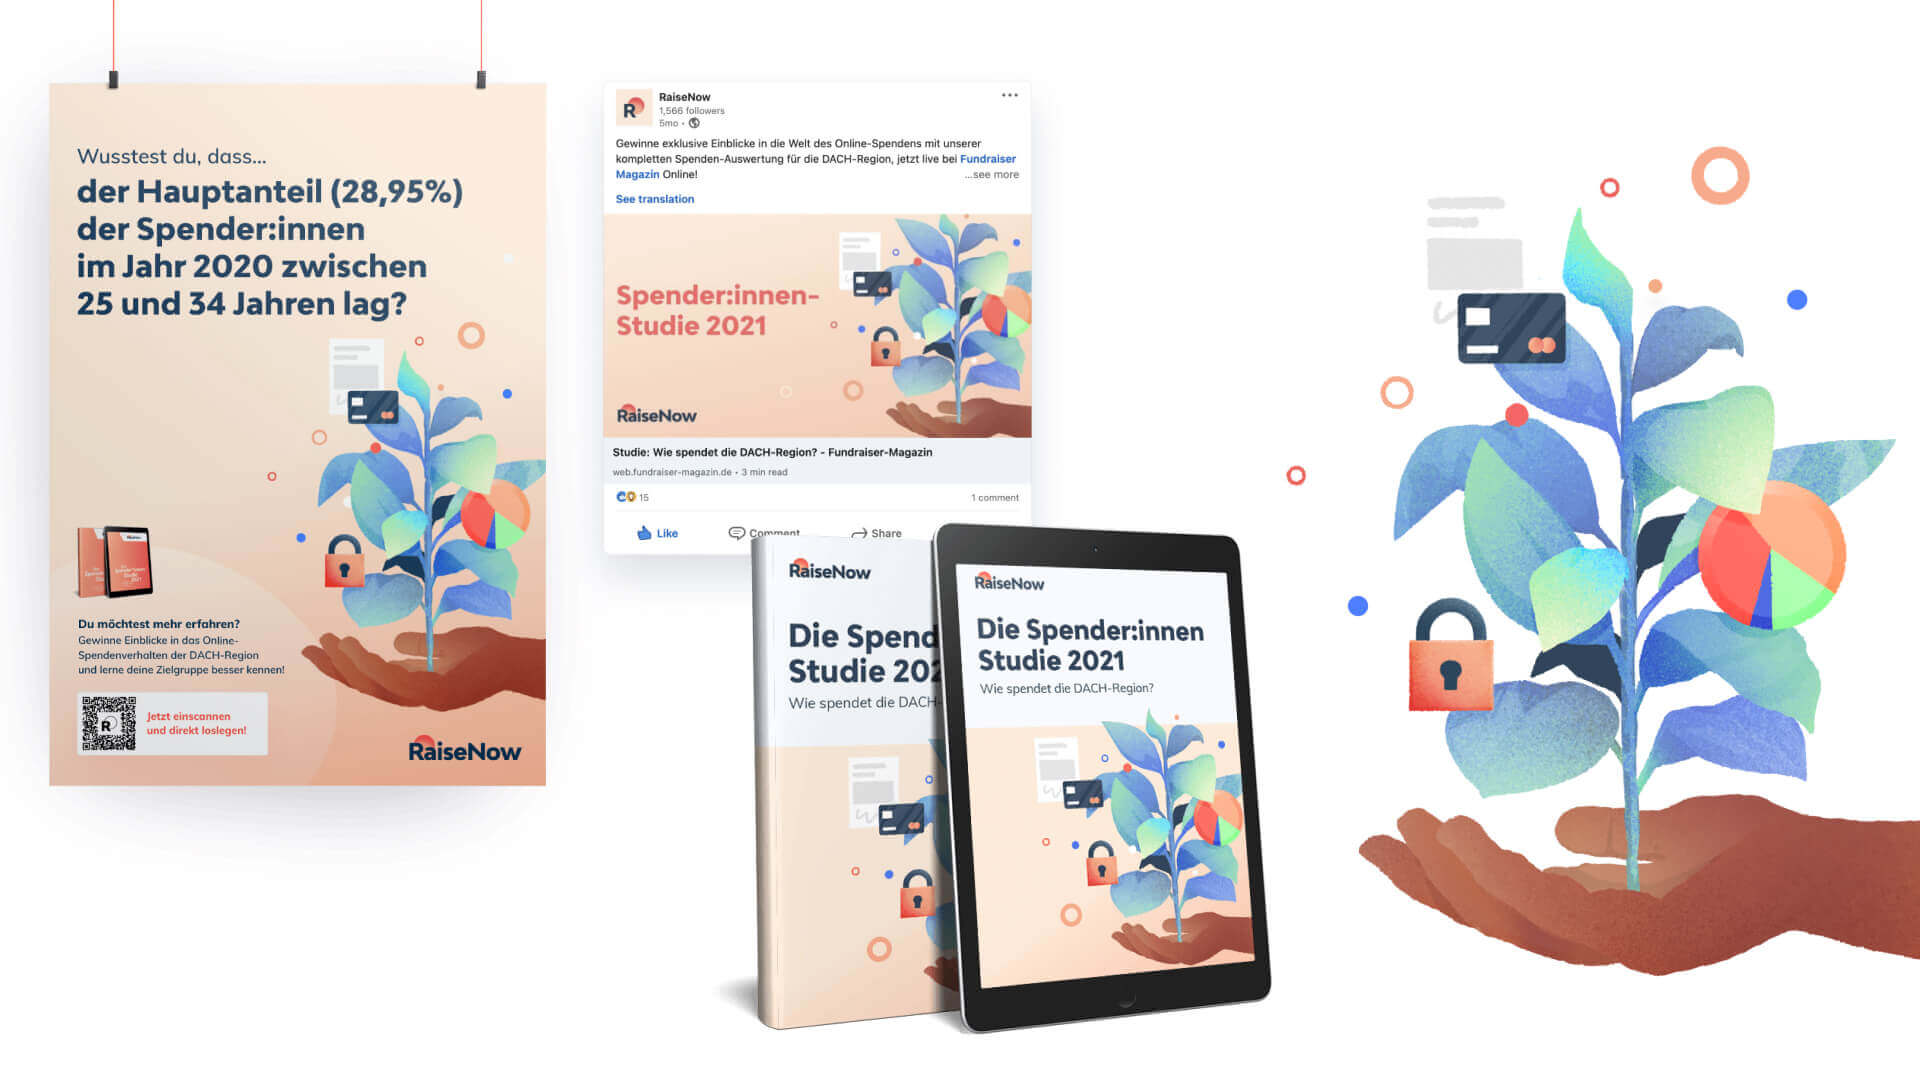 Wusstest du, dass...
der Hauptanteil (28,95%)
der Spender:innen
im Jahr 2020 zwischen
25 und 34 Jahren lag?
Du möchtest mehr erfahren?
Gewinne Einblicke in das Online-
Spendenverhalten der DACH-Region
und lerne deine Zielgruppe besser kennen!
R
Jetzt einscannen
und direkt loslegen!
RaiseNow
R
RaiseNow
1,566 followers
5mo •
Gewinne exklusive Einblicke in die Welt des Online-Spendens mit unserer
kompletten Spenden-Auswertung für die DACH-Region, jetzt live bei Fundraiser
Magazin Online!
...see more
See translation
Spender:innen-
Studie 2021
RaiseNow
Studie: Wie spendet die DACH-Region? - Fundraiser-Magazin
web.fundraiser-magazin.de • 3 min read
15
1 comment
Like
Comment
Share
RaiseNow
Die Spend
Studie 202
Wie spendet die DACH-
RaiseNow
Die Spender:innen
Studie 2021
Wie spendet die DACH-Region?